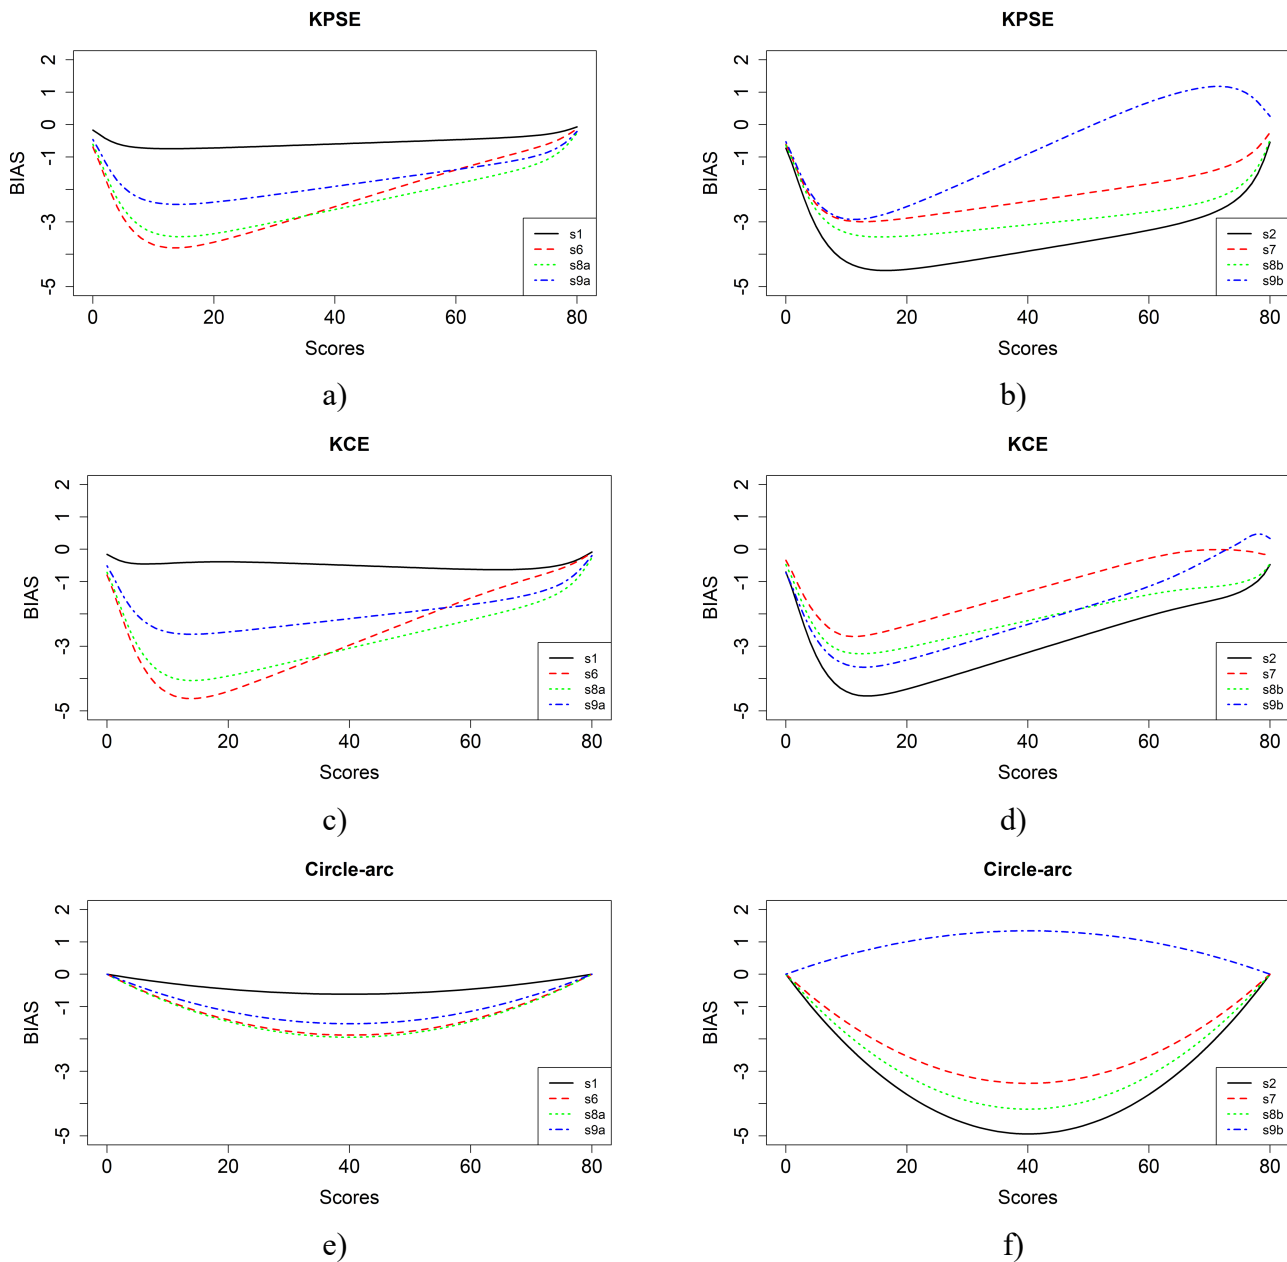 KPSE
BIAS
2
1
0
-1
-3
-5
0 20 40 60 80
Scores
s1
s6
s8a
s9a
a)
KPSE
BIAS
2
1
0
-1
-3
-5
0 20 40 60 80
Scores
s2
s7
s8b
s9b
b)
KCE
BIAS
2
1
0
-1
-3
-5
0 20 40 60 80
Scores
s1
s6
s8a
s9a
c)
KCE
BIAS
2
1
0
-1
-3
-5
0 20 40 60 80
Scores
s2
s7
s8b
s9b
d)
Circle-arc
BIAS
2
1
0
-1
-3
-5
0 20 40 60 80
Scores
s1
s6
s8a
s9a
e)
Circle-arc
BIAS
2
1
0
-1
-3
-5
0 20 40 60 80
Scores
s2
s7
s8b
s9b
f)